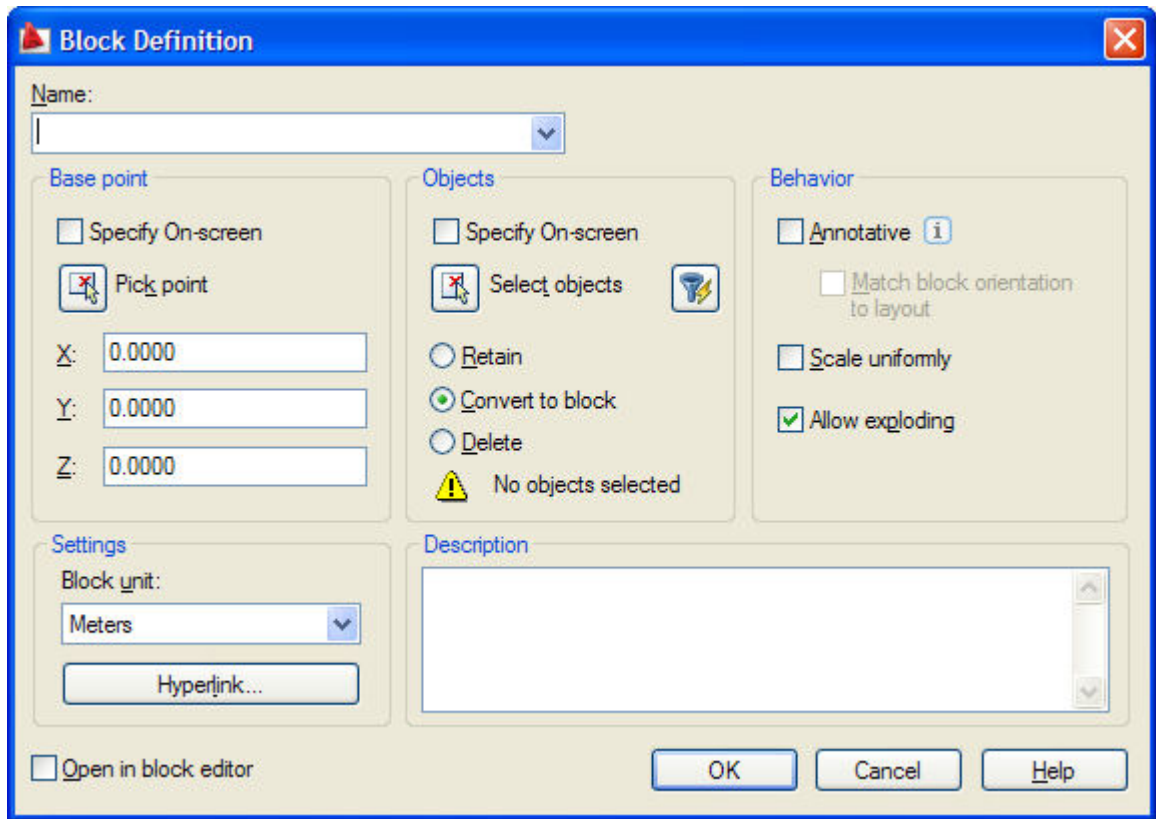 Block Definition
Name:
Base point
Specify On-screen
Pick point
X: 0.0000
Y: 0.0000
Z: 0.0000
Objects
Specify On-screen
Select objects
Retain
Convert to block
Delete
No objects selected
Behavior
Annotative i
Match block orientation
to layout
Scale uniformly
Allow exploding
Settings
Block unit:
Meters
Hyperlink...
Description
Open in block editor
OK
Cancel
Help